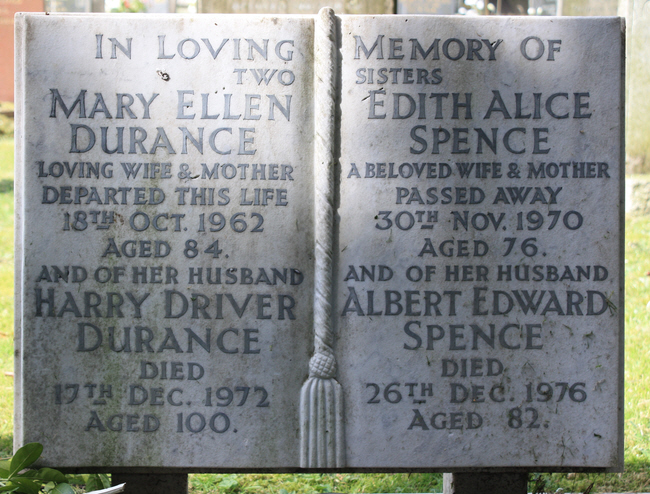 IN LOVING MEMORY OF
TWO SISTERS
MARY ELLEN
DURANCE
LOVING WIFE & MOTHER
DEPARTED THIS LIFE
18TH OCT. 1962
AGED 84.
AND OF HER HUSBAND
HARRY DRIVER
DURANCE
DIED
17TH DEC. 1972
AGED 100.
EDITH ALICE
SPENCE
A BELOVED WIFE & MOTHER
PASSED AWAY
30TH NOV. 1970
AGED 76.
AND OF HER HUSBAND
ALBERT EDWARD
SPENCE
DIED
26TH DEC. 1976
AGED 82.